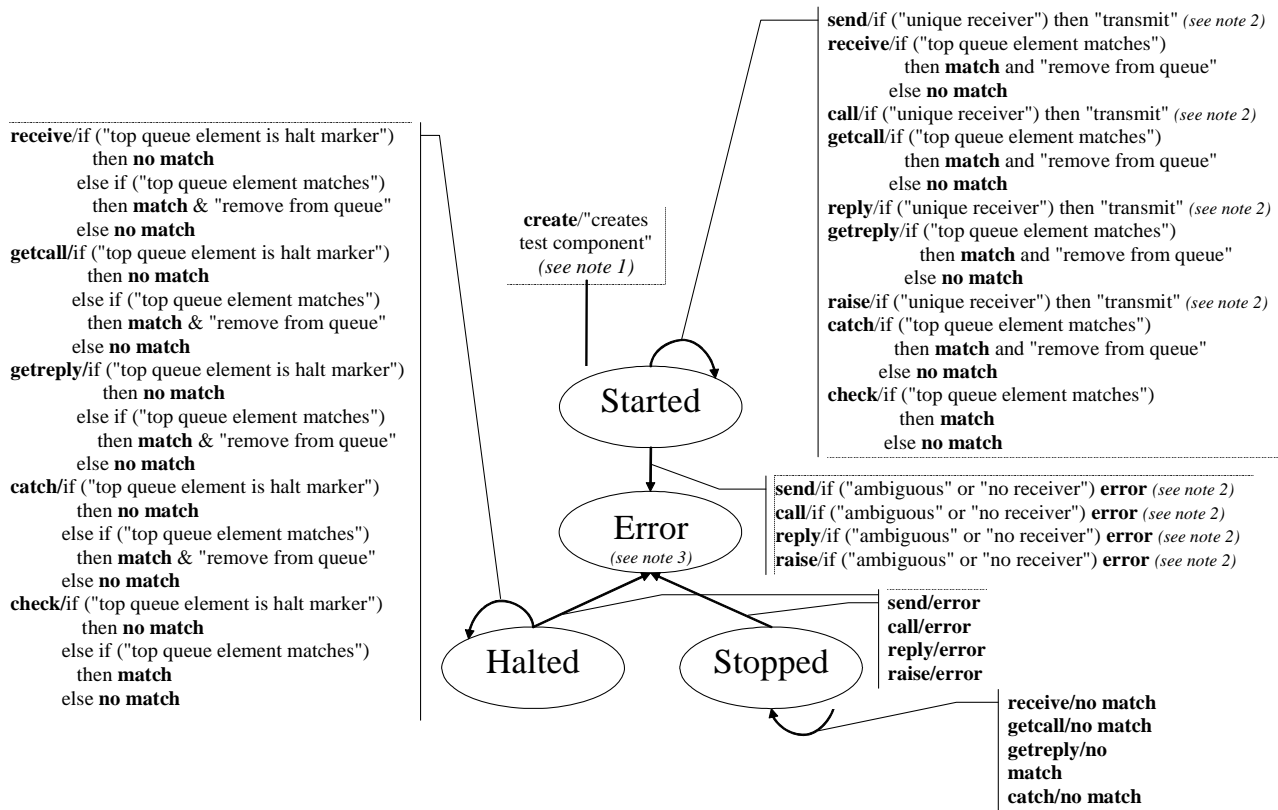 send/if ("unique receiver") then "transmit" (see note 2)
receive/if ("top queue element matches")
then match and "remove from queue"
else no match
call/if ("unique receiver") then "transmit" (see note 2)
getcall/if ("top queue element matches")
then match and "remove from queue"
else no match
reply/if ("unique receiver") then "transmit" (see note 2)
getreply/if ("top queue element matches")
then match and "remove from queue"
else no match
raise/if ("unique receiver") then "transmit" (see note 2)
catch/if ("top queue element matches")
then match and "remove from queue"
else no match
check/if ("top queue element matches")
then match
else no match
receive/if ("top queue element is halt marker")
then no match
else if ("top queue element matches")
then match & "remove from queue"
else no match
getcall/if ("top queue element is halt marker")
then no match
else if ("top queue element matches")
then match & "remove from queue"
else no match
getreply/if ("top queue element is halt marker")
then no match
else if ("top queue element matches")
then match & "remove from queue"
else no match
catch/if ("top queue element is halt marker")
then no match
else if ("top queue element matches")
then match & "remove from queue"
else no match
check/if ("top queue element is halt marker")
then no match
else if ("top queue element matches")
then match
else no match
create/"creates
test component"
(see note 1)
Started
Error
(see note 3)
send/if ("ambiguous" or "no receiver") error (see note 2)
call/if ("ambiguous" or "no receiver") error (see note 2)
reply/if ("ambiguous" or "no receiver") error (see note 2)
raise/if ("ambiguous" or "no receiver") error (see note 2)
Halted
Stopped
send/error
call/error
reply/error
raise/error
receive/no match
getcall/no match
getreply/no
match
catch/no match